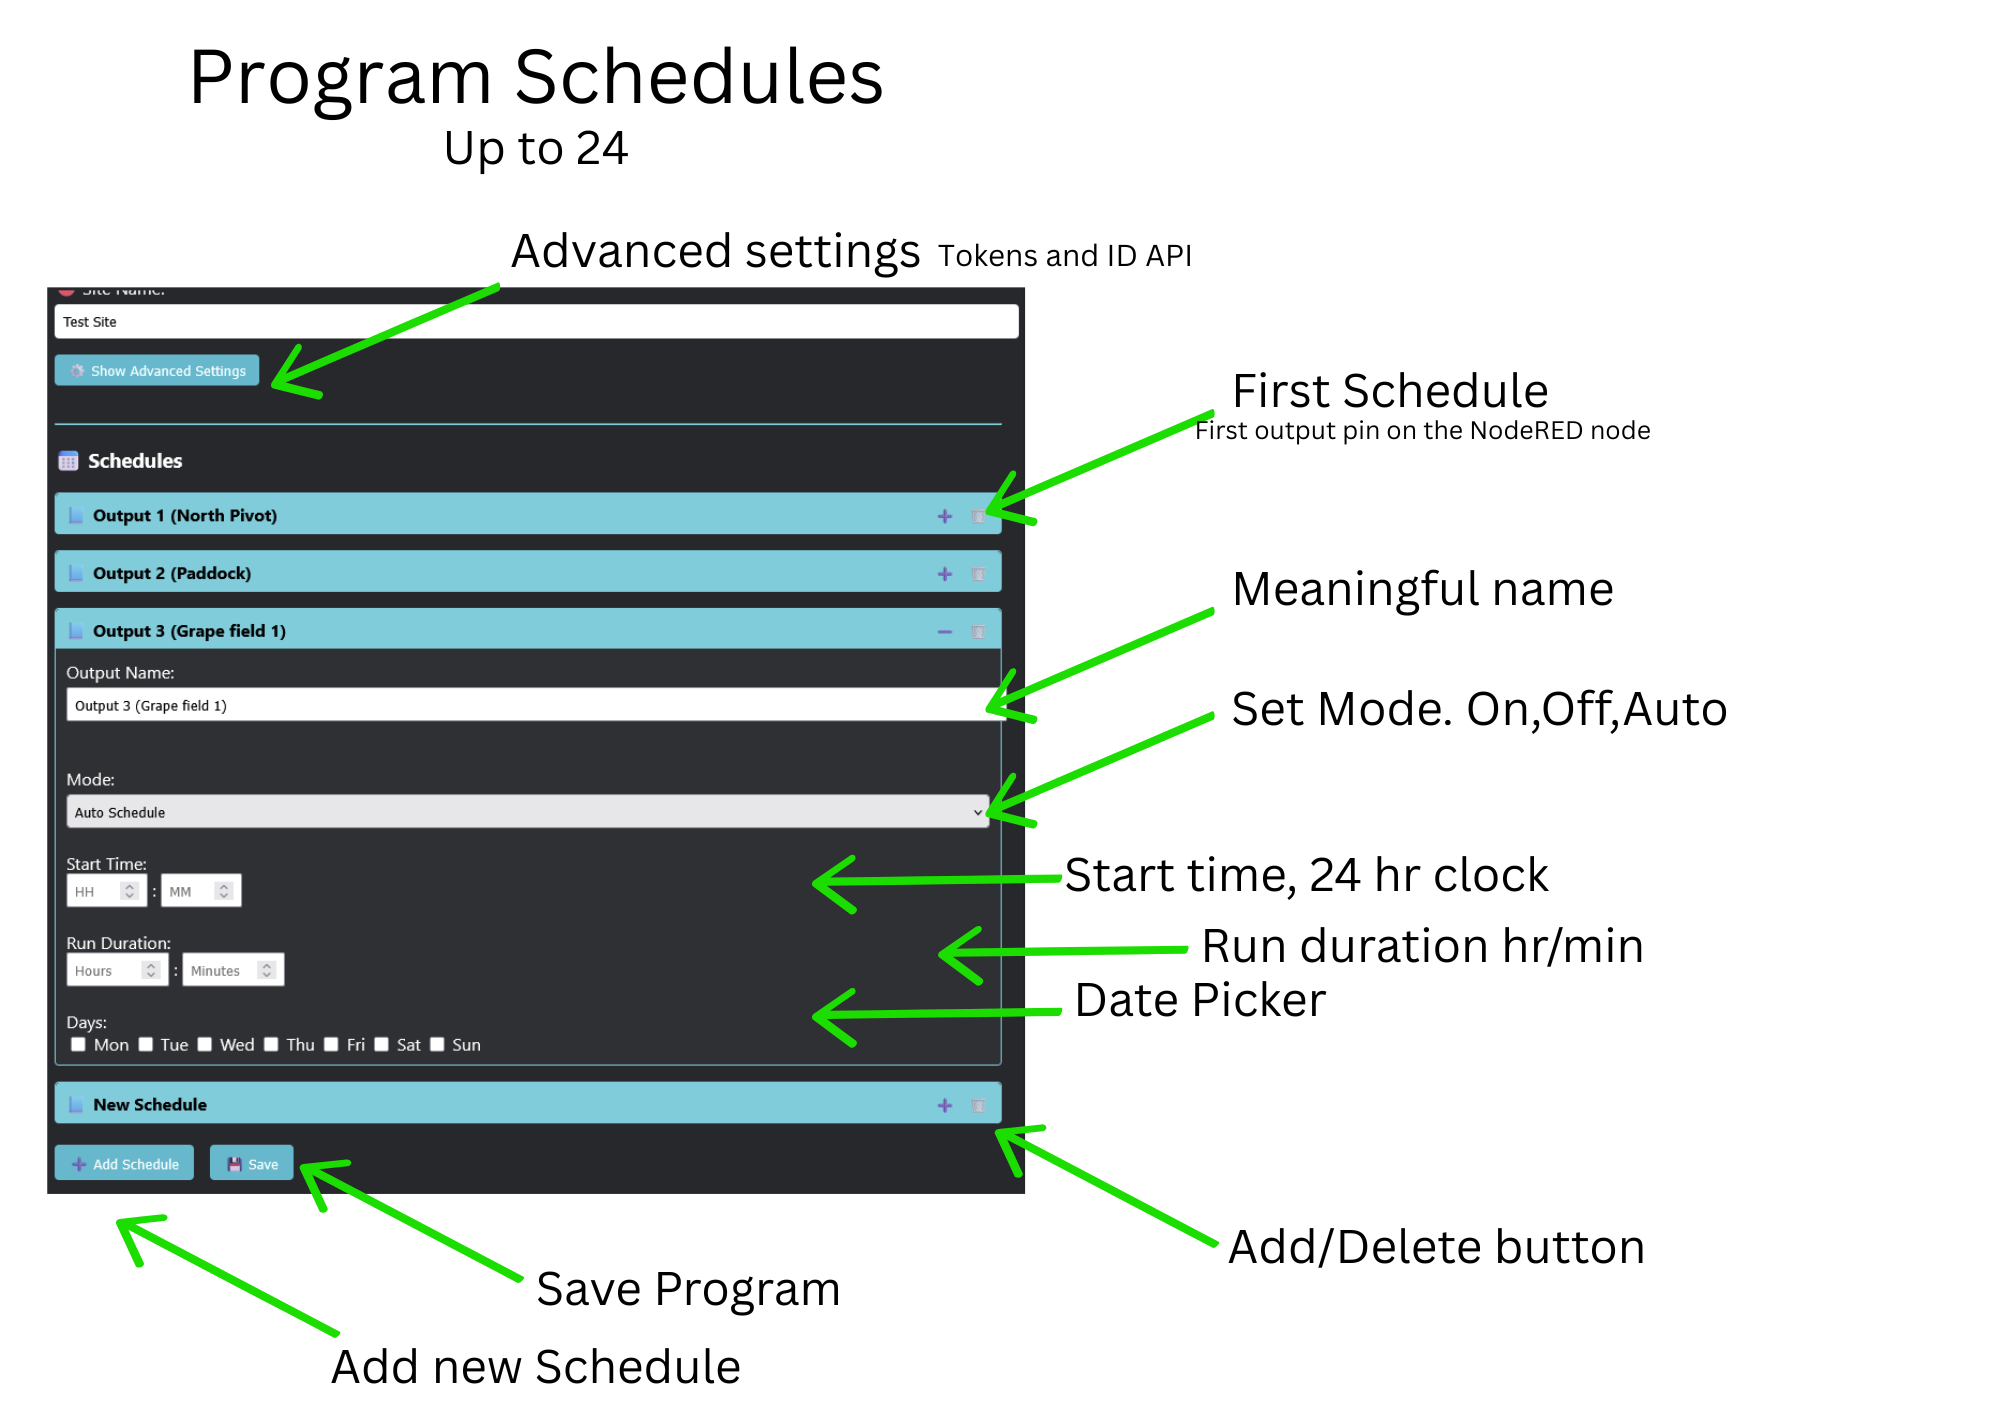 Program Schedules
Up to 24
Advanced settings Tokens and ID API
Site Name:
Test Site
Show Advanced Settings
First Schedule
First output pin on the NodeRED node
Schedules
Output 1 (North Pivot)
Output 2 (Paddock)
Meaningful name
Output 3 (Grape field 1)
Output Name:
Output 3 (Grape field 1)
Set Mode. On,Off,Auto
Mode:
Auto Schedule
Start time, 24 hr clock
Start Time:
HH : MM
Run duration hr/min
Run Duration:
Hours : Minutes
Date Picker
Days:
Mon Tue Wed Thu Fri Sat Sun
New Schedule
Add Schedule Save
Add/Delete button
Save Program
Add new Schedule